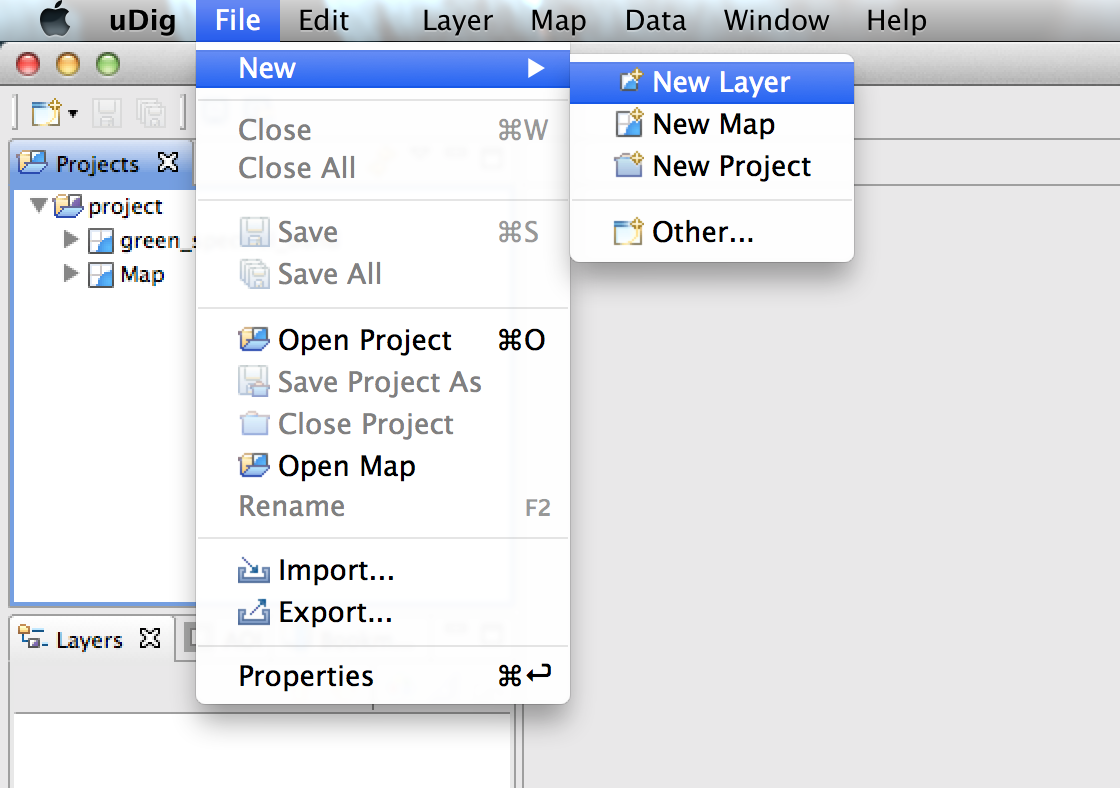 uDig File Edit Layer Map Data Window Help
New
New Layer
New Map
New Project
Other...
Close ⌘W
Close All
Save ⌘S
Save All
Open Project ⌘O
Save Project As
Close Project
Open Map
Rename F2
Import...
Export...
Properties ⌘↩
Projects
project
green_
Map
Layers